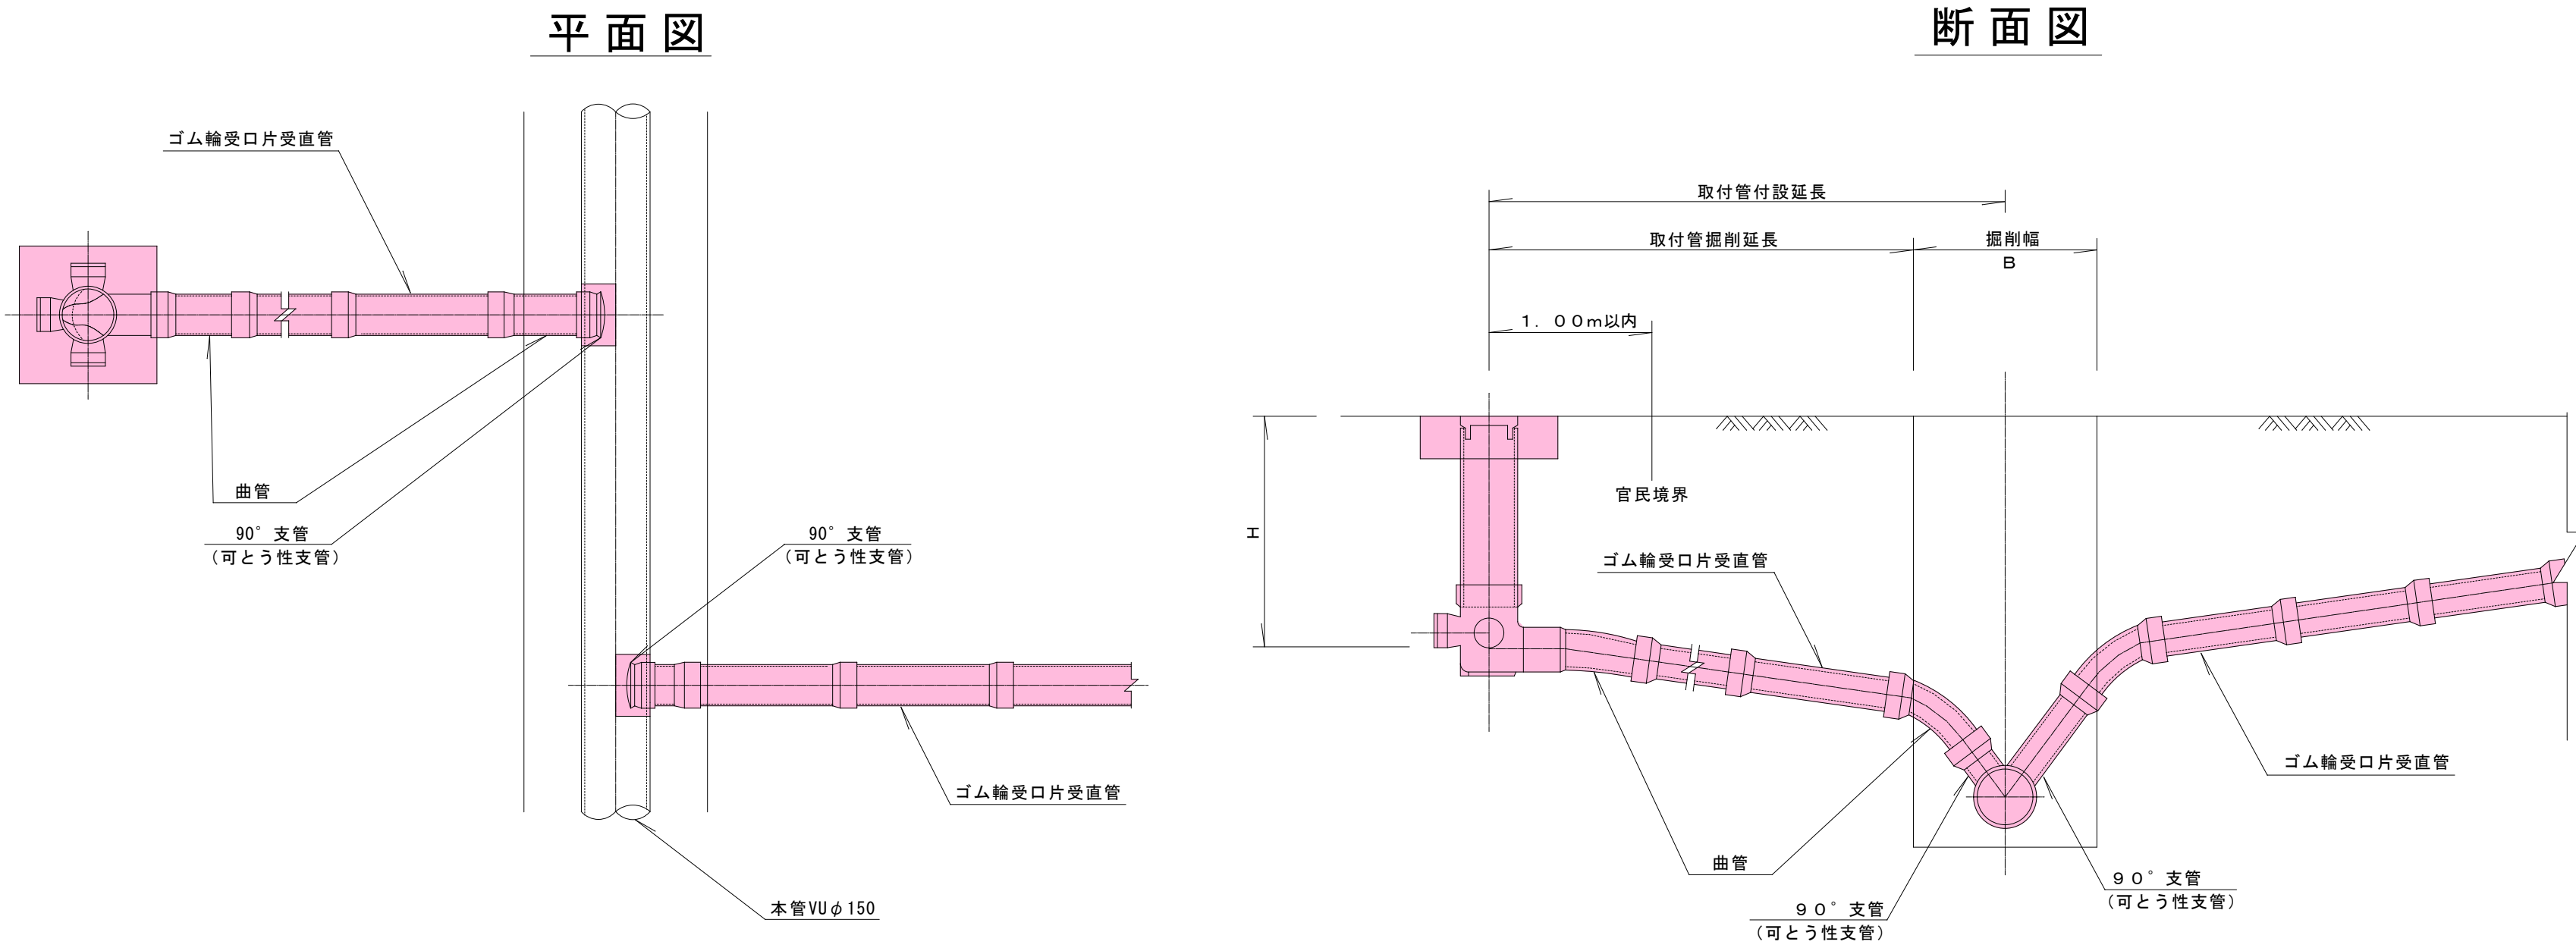 平面図
ゴム輪受口片受直管
曲管
90°支管
(可とう性支管)
90°支管
(可とう性支管)
ゴム輪受口片受直管
本管VUφ150
断面図
取付管付設延長
取付管掘削延長
掘削幅
B
1．00m以内
官民境界
H
ゴム輪受口片受直管
ゴム輪受口片受直管
曲管
90°支管
(可とう性支管)
90°支管
(可とう性支管)